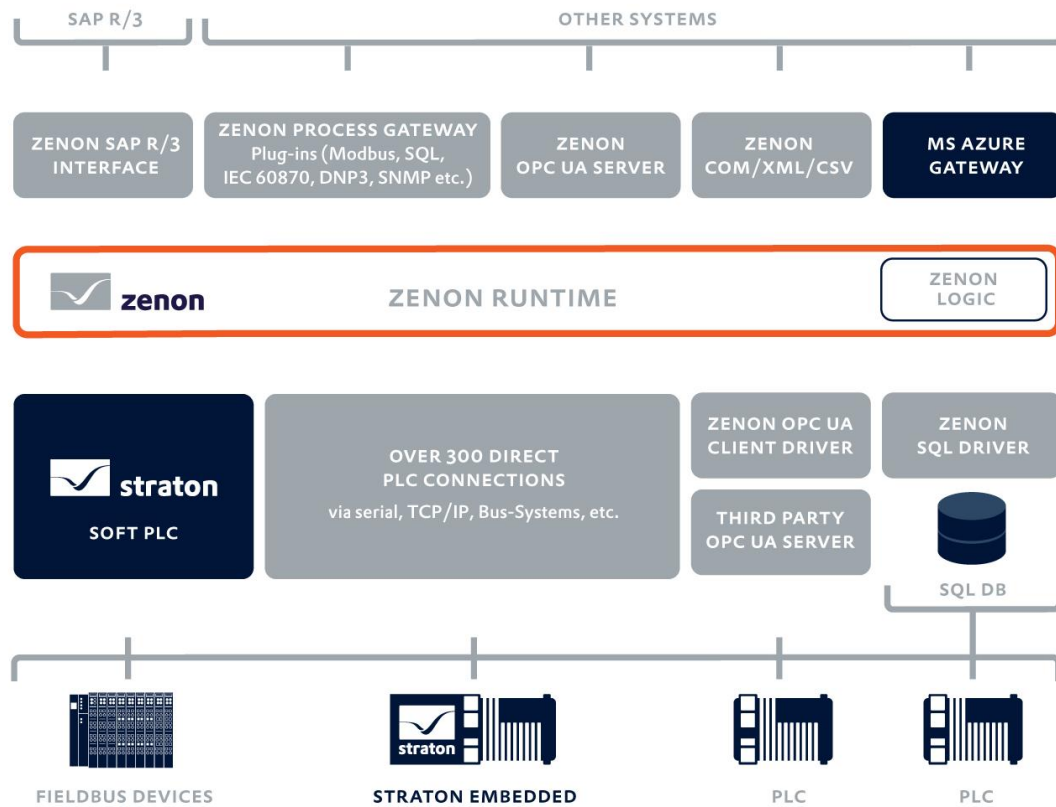 SAP R/3
OTHER SYSTEMS
ZENON SAP R/3
INTERFACE
ZENON PROCESS GATEWAY
Plug-ins (Modbus, SQL,
IEC 60870, DNP3, SNMP etc.)
ZENON
OPC UA SERVER
ZENON
COM/XML/CSV
MS AZURE
GATEWAY
zenon
ZENON RUNTIME
ZENON
LOGIC
straton
SOFT PLC
OVER 300 DIRECT
PLC CONNECTIONS
via serial, TCP/IP, Bus-Systems, etc.
ZENON OPC UA
CLIENT DRIVER
THIRD PARTY
OPC UA SERVER
ZENON
SQL DRIVER
SQL DB
straton
FIELDBUS DEVICES
STRATON EMBEDDED
PLC
PLC